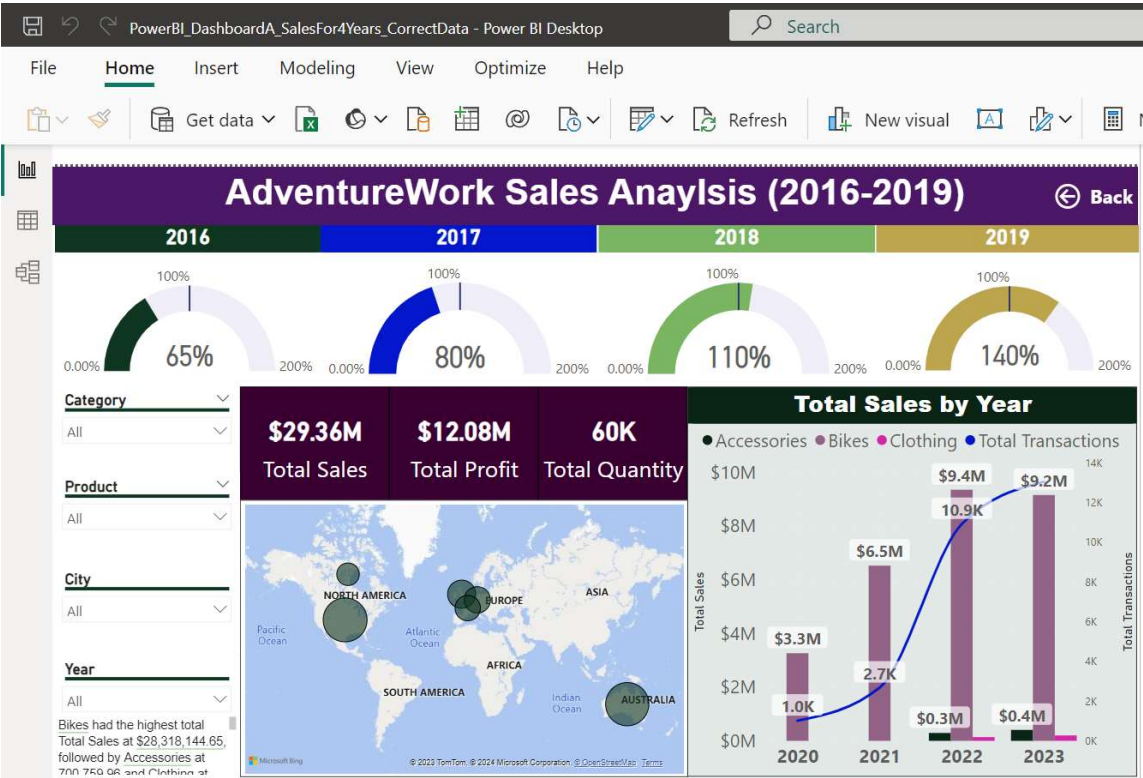 PowerBI_DashboardA_SalesFor4Years_CorrectData - Power BI Desktop
Search
File Home Insert Modeling View Optimize Help
Get data Refresh New visual
AdventureWork Sales Anaylsis (2016-2019)
Back
2016 2017 2018 2019
100% 100% 100% 100%
65% 80% 110% 140%
0.00% 200% 0.00% 200% 0.00% 200% 0.00% 200%
Category
All
Product
All
City
All
Year
All
Bikes had the highest total
Total Sales at $28,318,144.65,
followed by Accessories at
700,759.96 and Clothing at
$29.36M $12.08M 60K
Total Sales Total Profit Total Quantity
NORTH AMERICA
EUROPE
ASIA
Pacific
Ocean
Atlantic
Ocean
AFRICA
SOUTH AMERICA
Indian
Ocean
AUSTRALIA
Microsoft Bing
© 2023 TomTom, © 2024 Microsoft Corporation, © OpenStreetMap Terms
Total Sales by Year
Accessories Bikes Clothing Total Transactions
$10M
$8M
$6M
$4M
$2M
$0M
Total Sales
$3.3M
$6.5M
$9.4M
$9.2M
1.0K
2.7K
10.9K
$0.3M
$0.4M
2020 2021 2022 2023
14K
12K
10K
8K
6K
4K
2K
0K
Total Transactions